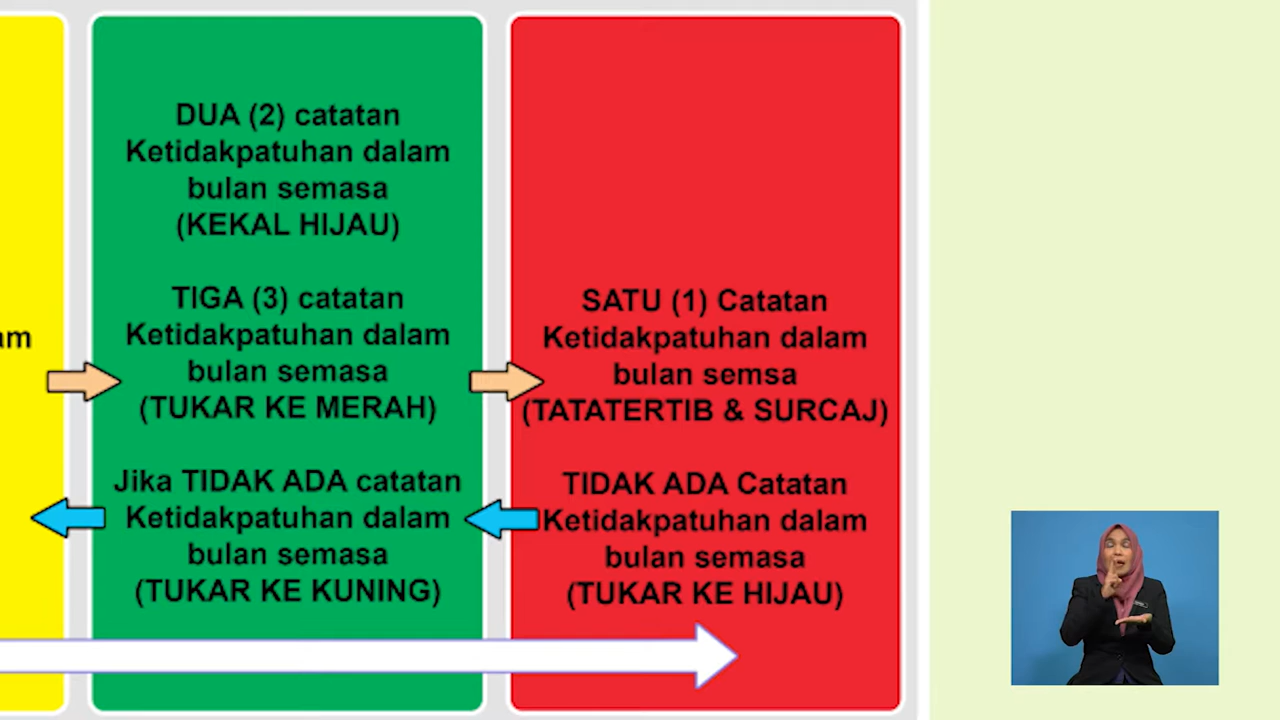 am
DUA (2) catatan
Ketidakpatuhan dalam
bulan semasa
(KEKAL HIJAU)
TIGA (3) catatan
Ketidakpatuhan dalam
bulan semasa
(TUKAR KE MERAH)
Jika TIDAK ADA catatan
Ketidakpatuhan dalam
bulan semasa
(TUKAR KE KUNING)
SATU (1) Catatan
Ketidakpatuhan dalam
bulan semsa
(TATATERTIB & SURCAJ)
TIDAK ADA Catatan
Ketidakpatuhan dalam
bulan semasa
(TUKAR KE HIJAU)